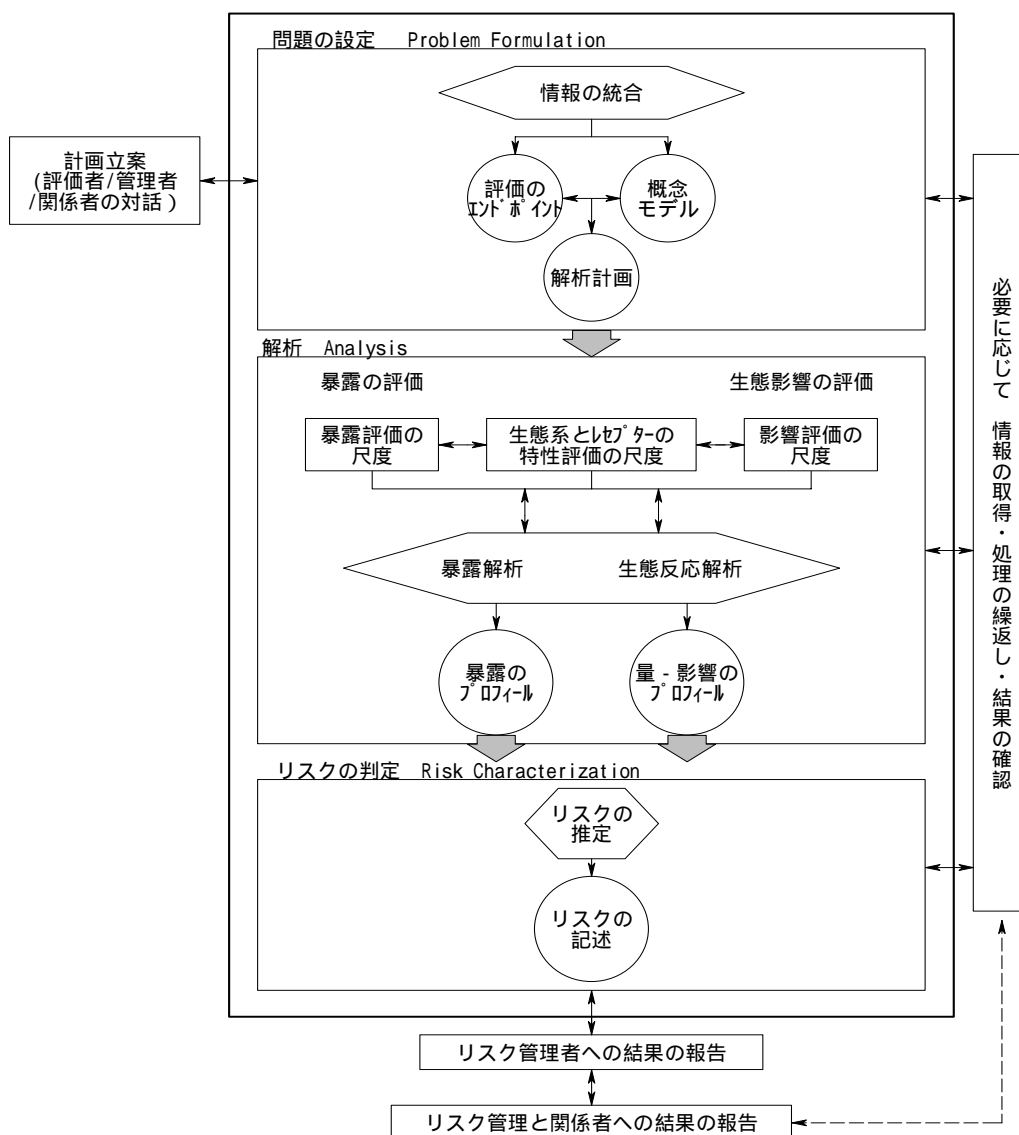 問題の設定 Problem Formulation
情報の統合
計画立案
(評価者/管理者
/関係者の対話)
評価の
ｴﾝﾄﾞﾎﾟｲﾝﾄ
概念
モデル
解析計画
解析 Analysis
暴露の評価
生態影響の評価
暴露評価の
尺度
生態系とﾚｾﾌﾟﾀｰの
特性評価の尺度
影響評価の
尺度
暴露解析
生態反応解析
暴露の
ﾌﾟﾛﾌｨｰﾙ
量-影響の
ﾌﾟﾛﾌｨｰﾙ
リスクの判定 Risk Characterization
リスクの
推定
リスクの
記述
リスク管理者への結果の報告
リスク管理と関係者への結果の報告
必要に応じて 情報の取得・処理の繰返し・結果の確認